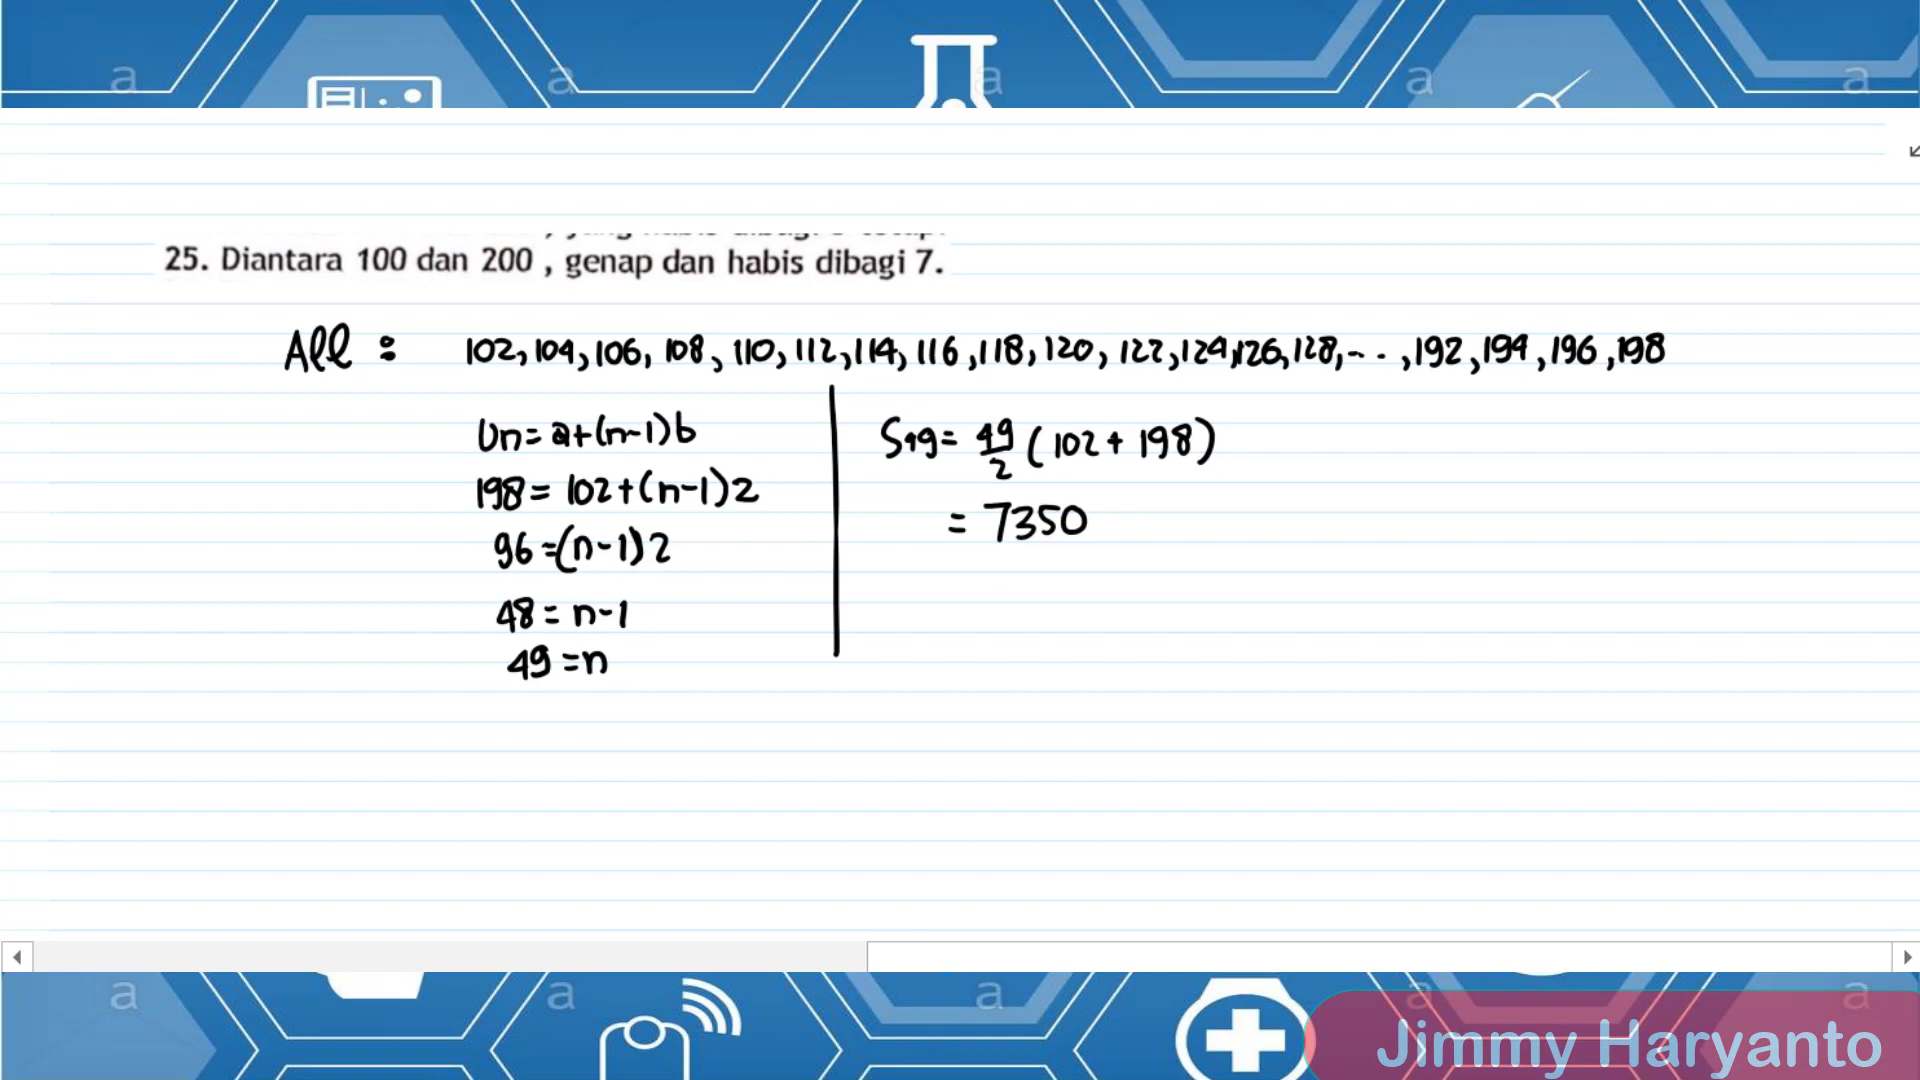 25. Diantara 100 dan 200 , genap dan habis dibagi 7.
All : 102, 104, 106, 108, 110, 112, 114, 116, 118, 120, 122, 124, 126, 128, ... , 192, 194, 196, 198
Un = a + (n-1) b
198 = 102 + (n-1) 2
96 = (n-1) 2
48 = n-1
49 = n
S49 = 49/2 (102 + 198)
= 7350
a a a a a
a a a a a
Jimmy Haryanto